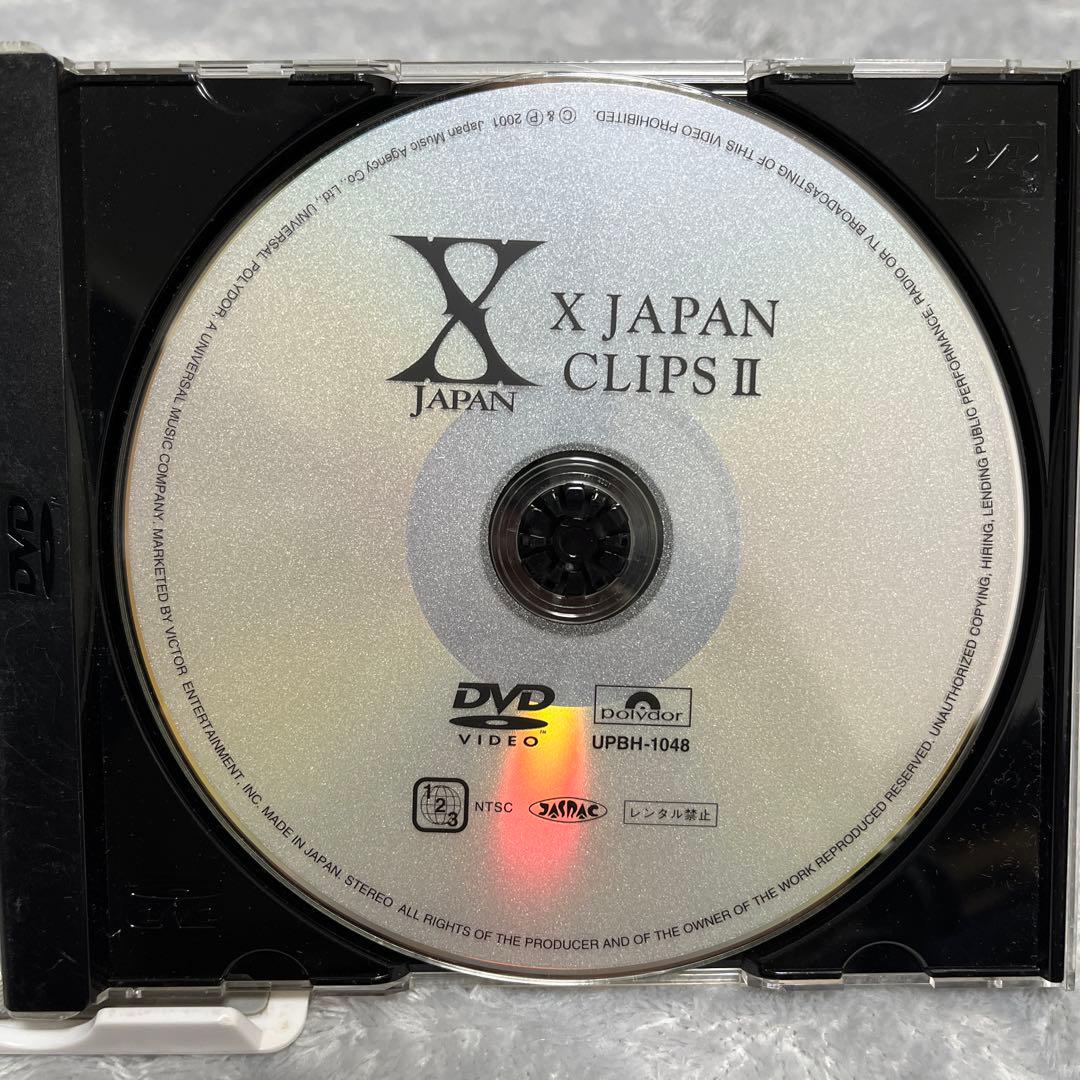 X
JAPAN
X JAPAN
CLIPS II
DVD
VIDEO™
polydor
UPBH-1048
1 2 3
NTSC
JASRAC
レンタル禁止
DVD
© & ℗ 2001 Japan Music Agency Co., Ltd., UNIVERSAL POLYDOR, A UNIVERSAL MUSIC COMPANY. MARKETED BY VICTOR ENTERTAINMENT, INC. MADE IN JAPAN. STEREO ALL RIGHTS OF THE PRODUCER AND OF THE OWNER OF THE WORK REPRODUCED RESERVED. UNAUTHORIZED COPYING, HIRING, LENDING PUBLIC PERFORMANCE, RADIO OR TV BROADCASTING OF THIS VIDEO PROHIBITED.